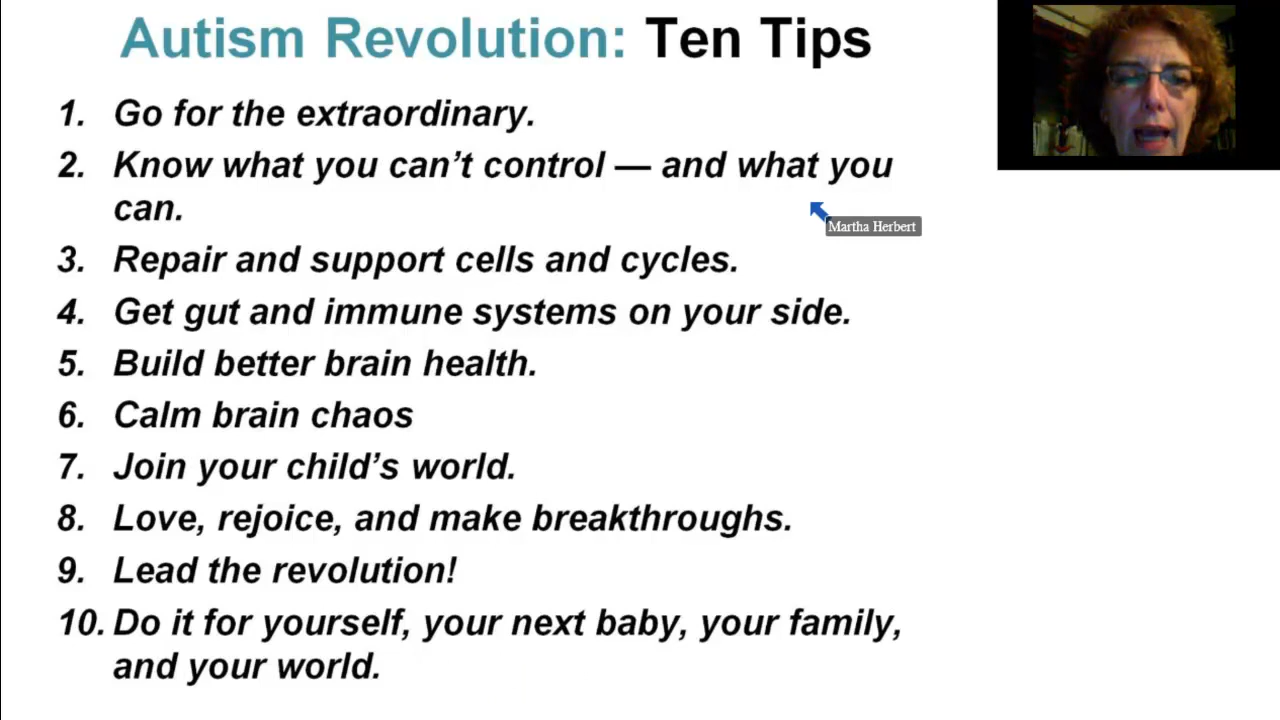 Autism Revolution: Ten Tips
1. Go for the extraordinary.
2. Know what you can't control — and what you
can.
Martha Herbert
3. Repair and support cells and cycles.
4. Get gut and immune systems on your side.
5. Build better brain health.
6. Calm brain chaos
7. Join your child's world.
8. Love, rejoice, and make breakthroughs.
9. Lead the revolution!
10. Do it for yourself, your next baby, your family,
and your world.